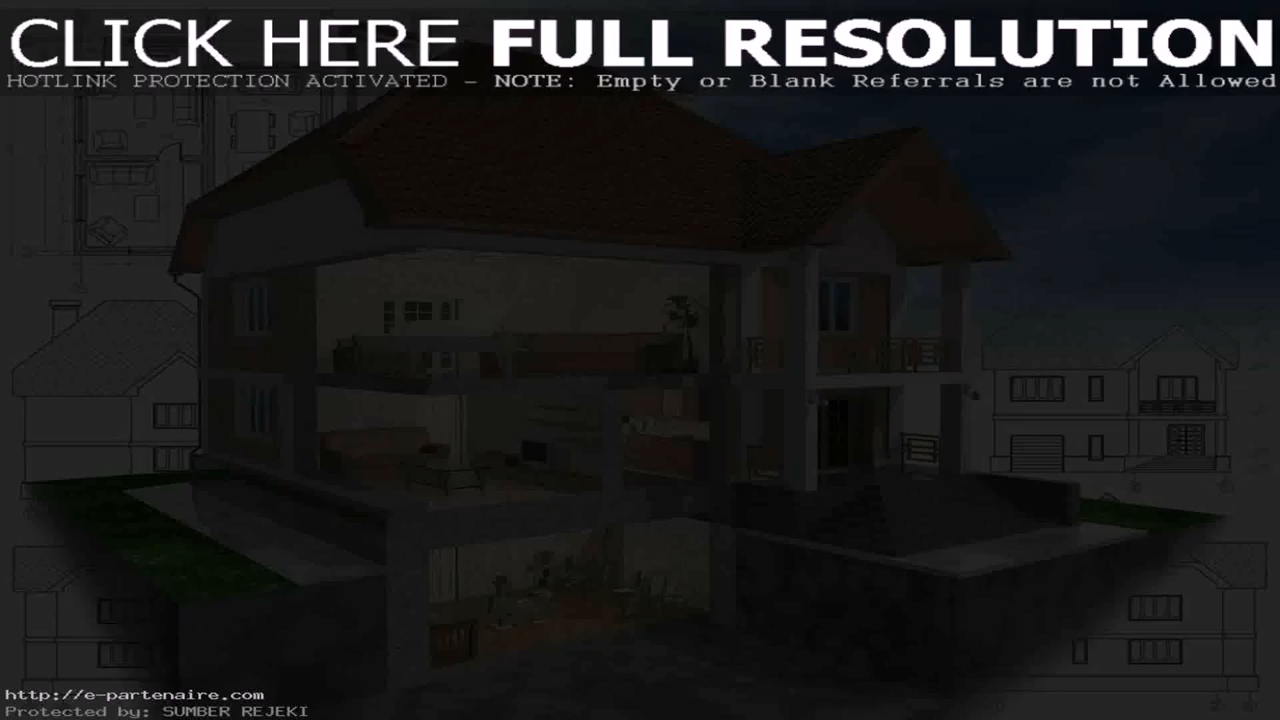 CLICK HERE FULL RESOLUTION
HOTLINK PROTECTION ACTIVATED - NOTE: Empty or Blank Referrals are not Allowed
http://e-partenaire.com
Protected by: SUMBER REJEKI